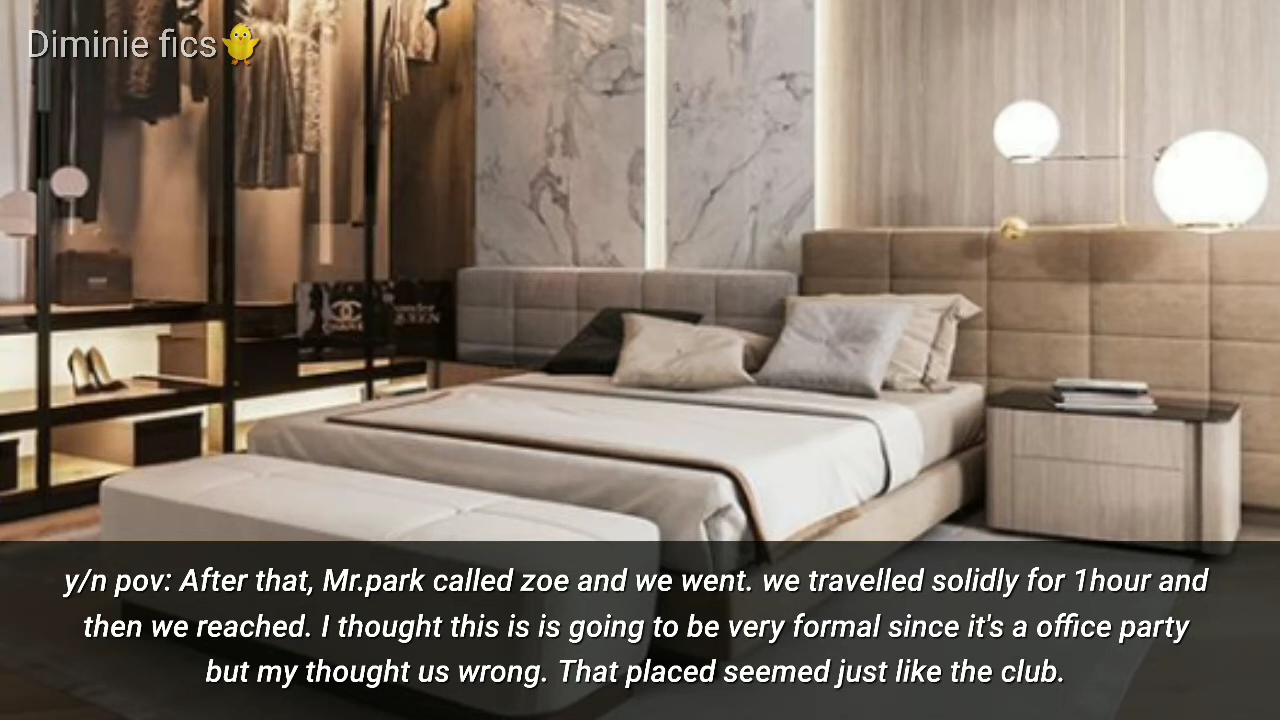 Diminie fics🐥
CHANEL
QUEEN
y/n pov: After that, Mr.park called zoe and we went. we travelled solidly for 1hour and
then we reached. I thought this is is going to be very formal since it's a office party
but my thought us wrong. That placed seemed just like the club.